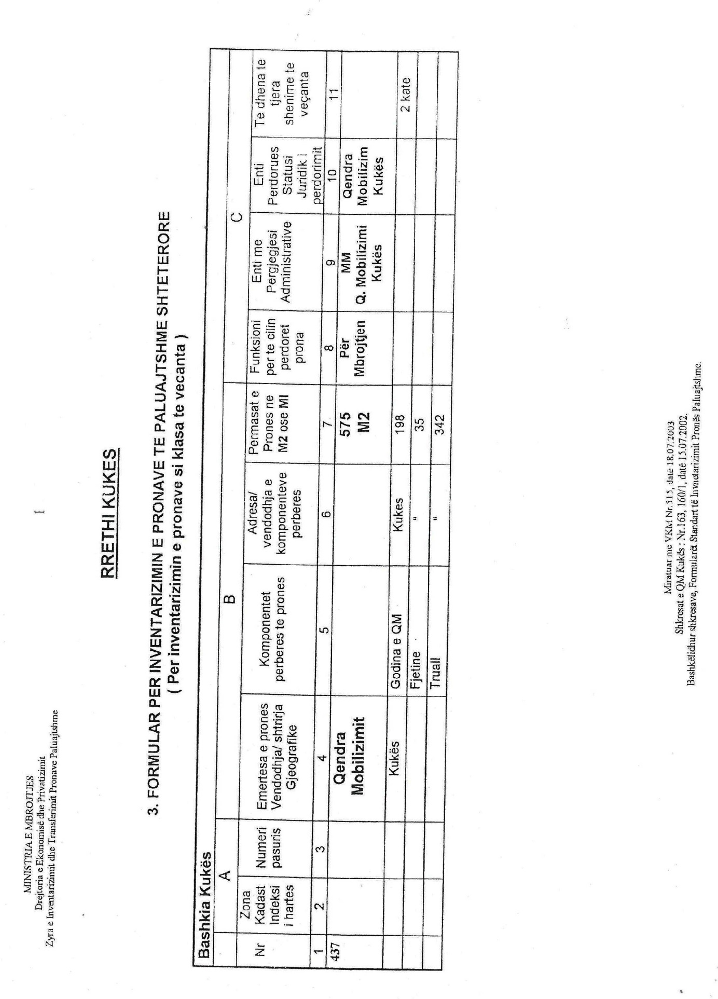 MINISTRIA E MBROJTJES
Drejtoria e Ekonomisë dhe Privatizimit
Zyra e Inventarizimit dhe Transferimit Pronave Paluajtshme
1
RRETHI KUKES
3. FORMULAR PER INVENTARIZIMIN E PRONAVE TE PALUAJTSHME SHTETERORE
( Per inventarizimin e pronave si klasa te vecanta )
Bashkia Kukës
A B C
Nr
Zona
Kadast
Indeksi
i hartes
Numeri
pasuris
Emertesa e prones
Vendodhja/ shtrirja
Gjeografike
Komponentet
perberes te prones
Adresa/
vendodhja e
komponenteve
perberes
Permasat e
Prones ne
M2 ose Ml
Funksioni
per te cilin
perdoret
prona
Enti me
Pergjegjesi
Administrative
Enti
Perdorues
Statusi
Juridik i
perdorimit
Te dhena te
tjera
shenime te
veçanta
1 2 3 4 5 6 7 8 9 10 11
437
Qendra
Mobilizimit
575
M2
Për
Mbrojtjen
MM
Q. Mobilizimi
Kukës
Qendra
Mobilizim
Kukës
Kukës Godina e QM Kukes 198 2 kate
Fjetine “ 35
Truall “ 342
Miratuar me VKM Nr.515, datë 18.07.2003
Shkresat e QM Kukës : Nr.163, 160/1, datë 15.07.2002.
Bashkëlidhur shkresave, Formularët Standart të Invnetarizimit Pronës Paluajtshme.